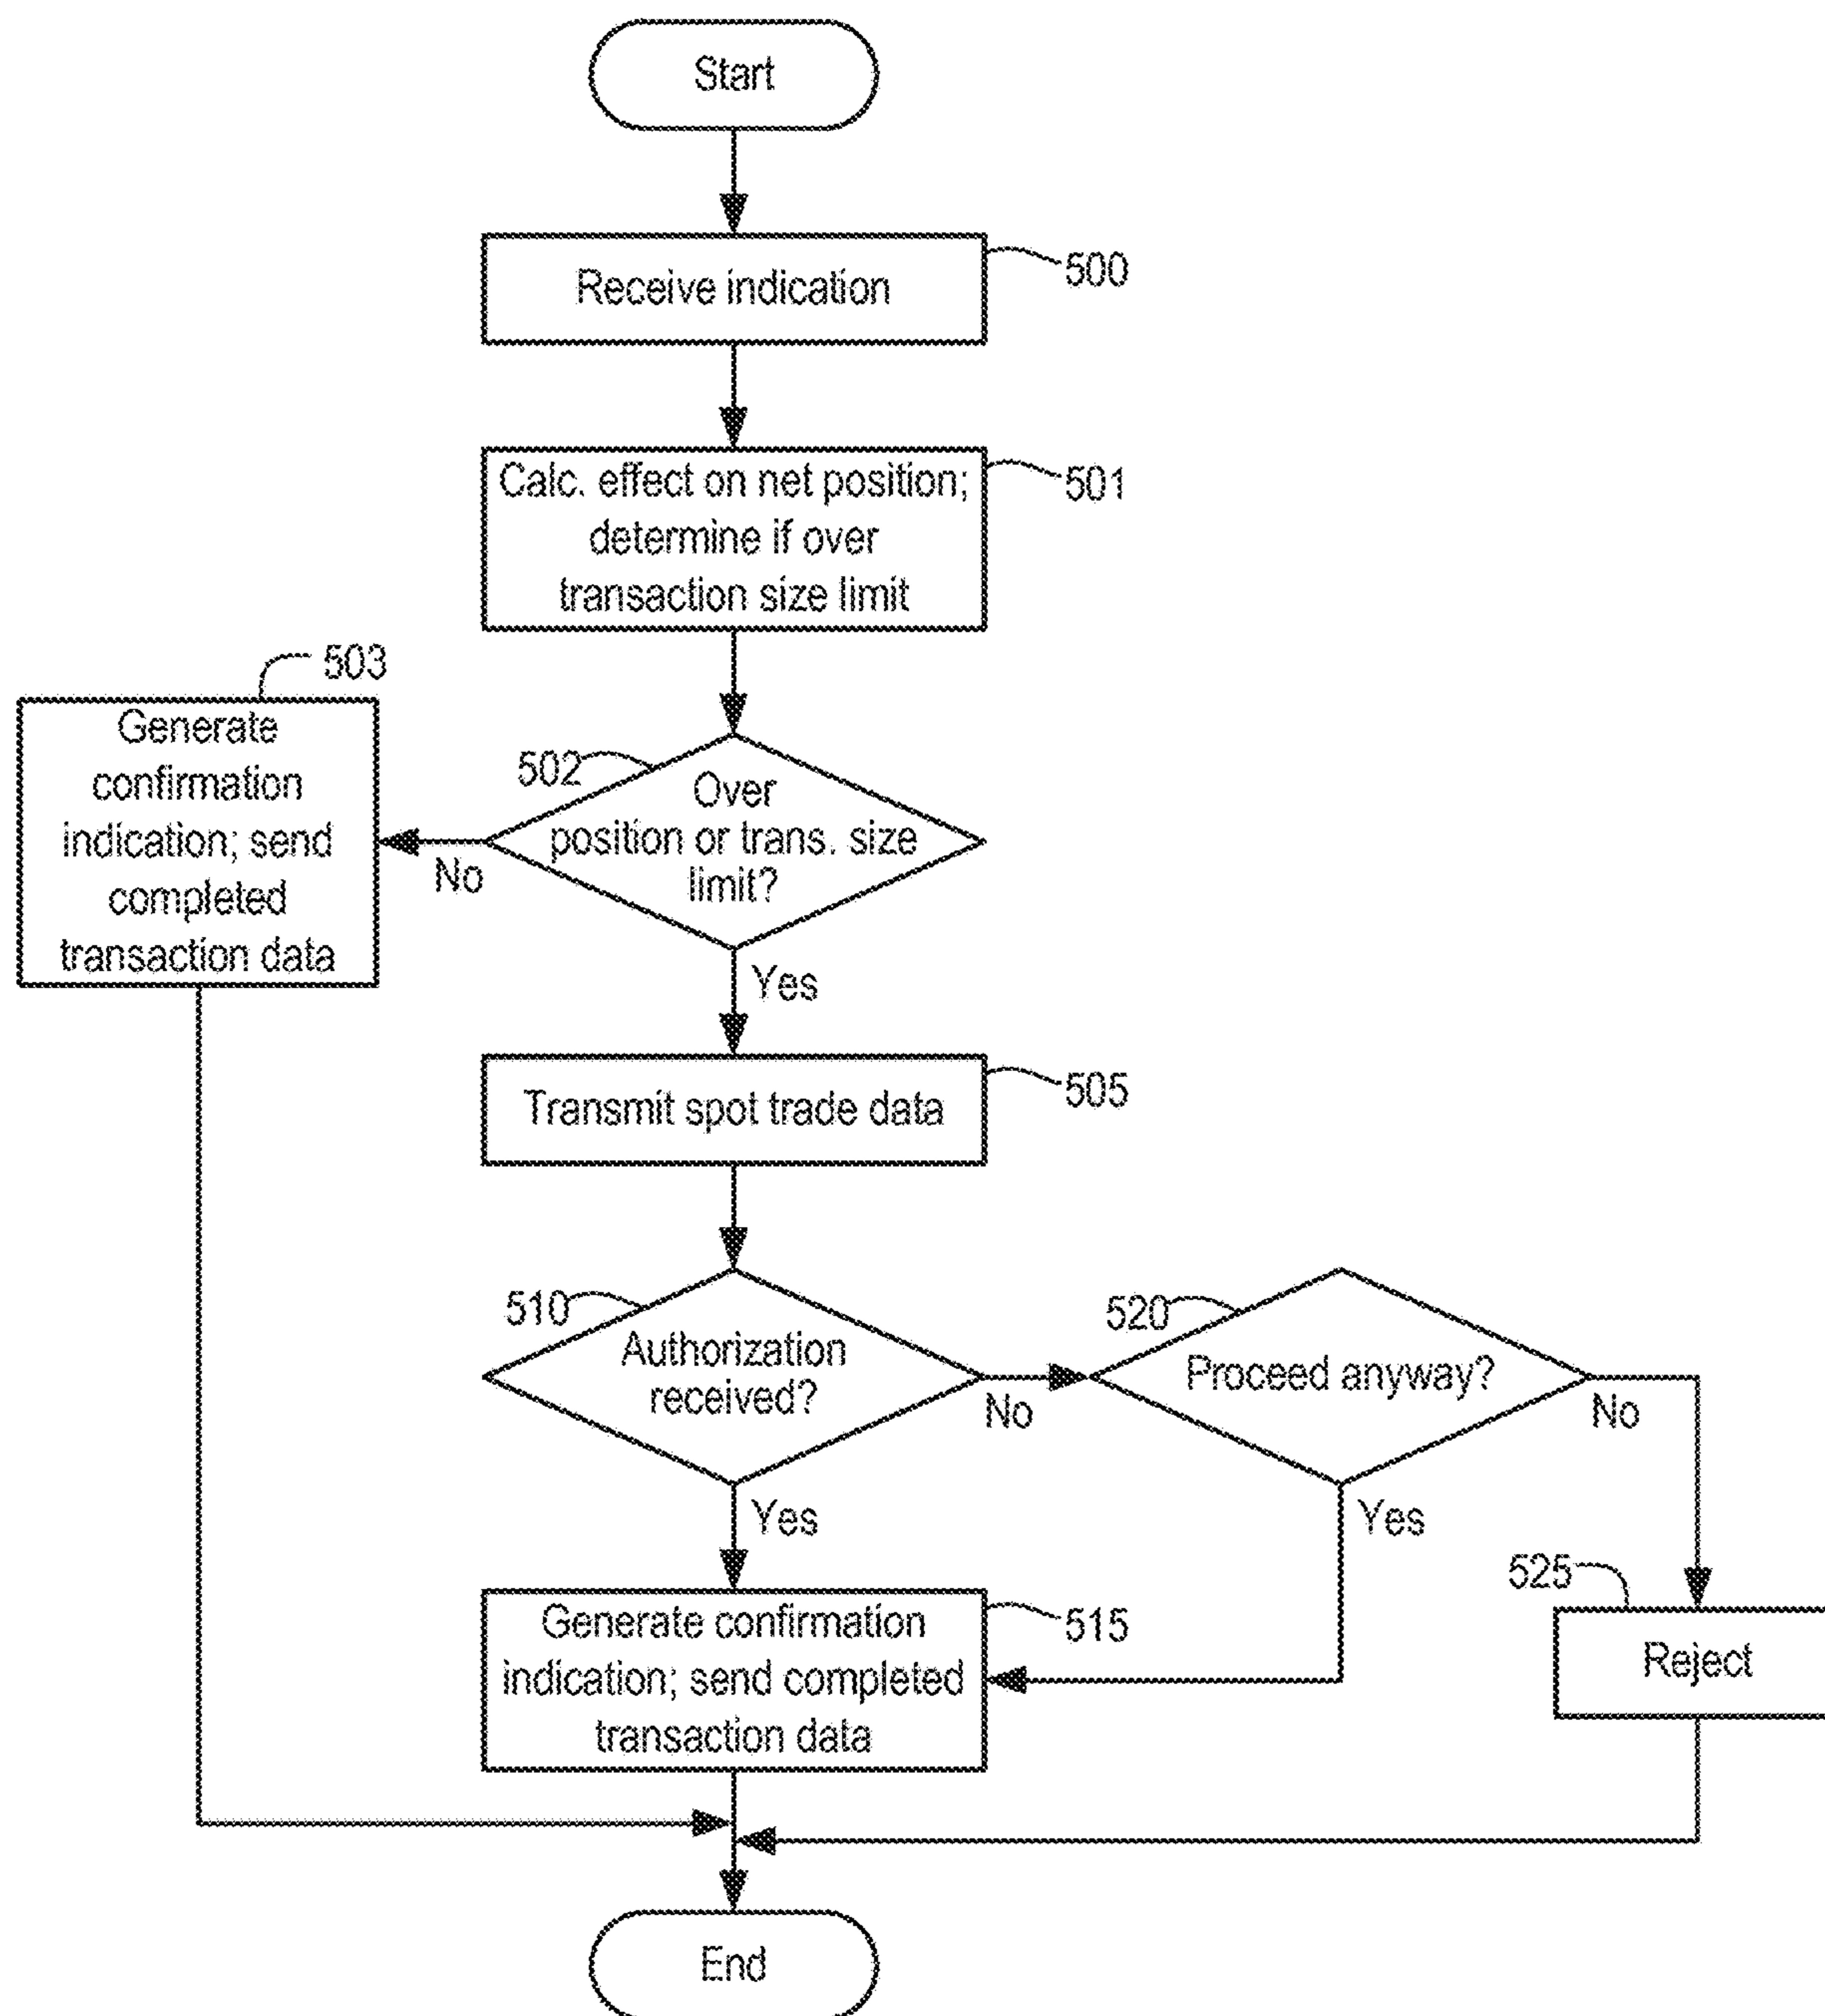 Start
Receive indication
500
Calc. effect on net position;
determine if over
transaction size limit
501
503
Generate
confirmation
indication; send
completed
transaction data
502
Over
position or trans. size
limit?
No
Yes
Transmit spot trade data
505
510
Authorization
received?
No
Yes
520
Proceed anyway?
No
Yes
Generate confirmation
indication; send completed
transaction data
515
525
Reject
End